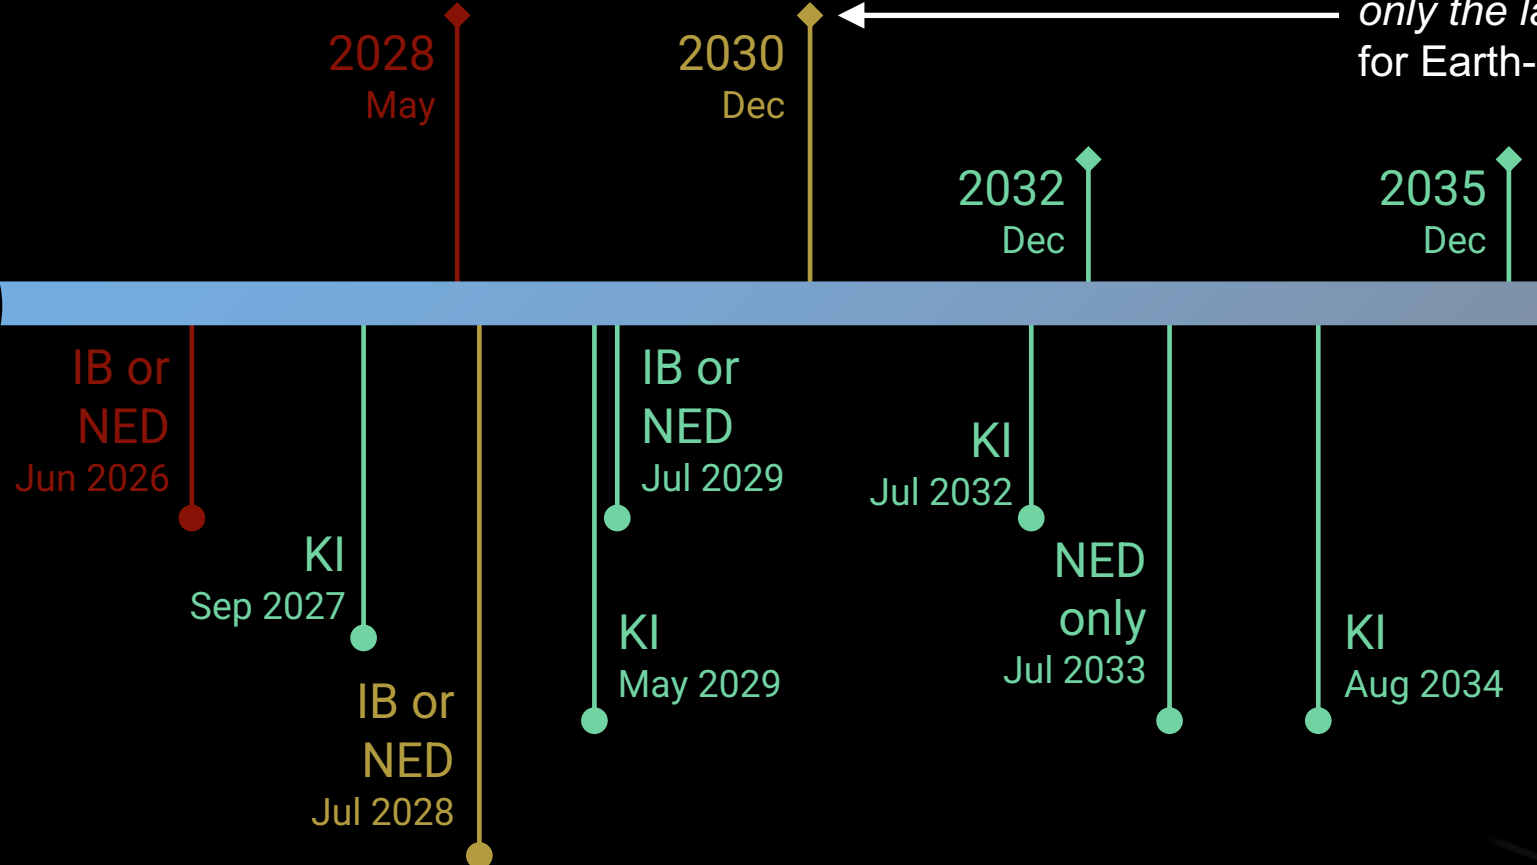 2028
May
2030
Dec
only the
for Earth-
2032
Dec
2035
Dec
IB or
NED
Jun 2026
KI
Sep 2027
IB or
NED
Jul 2028
IB or
NED
Jul 2029
KI
May 2029
KI
Jul 2032
NED
only
Jul 2033
KI
Aug 2034